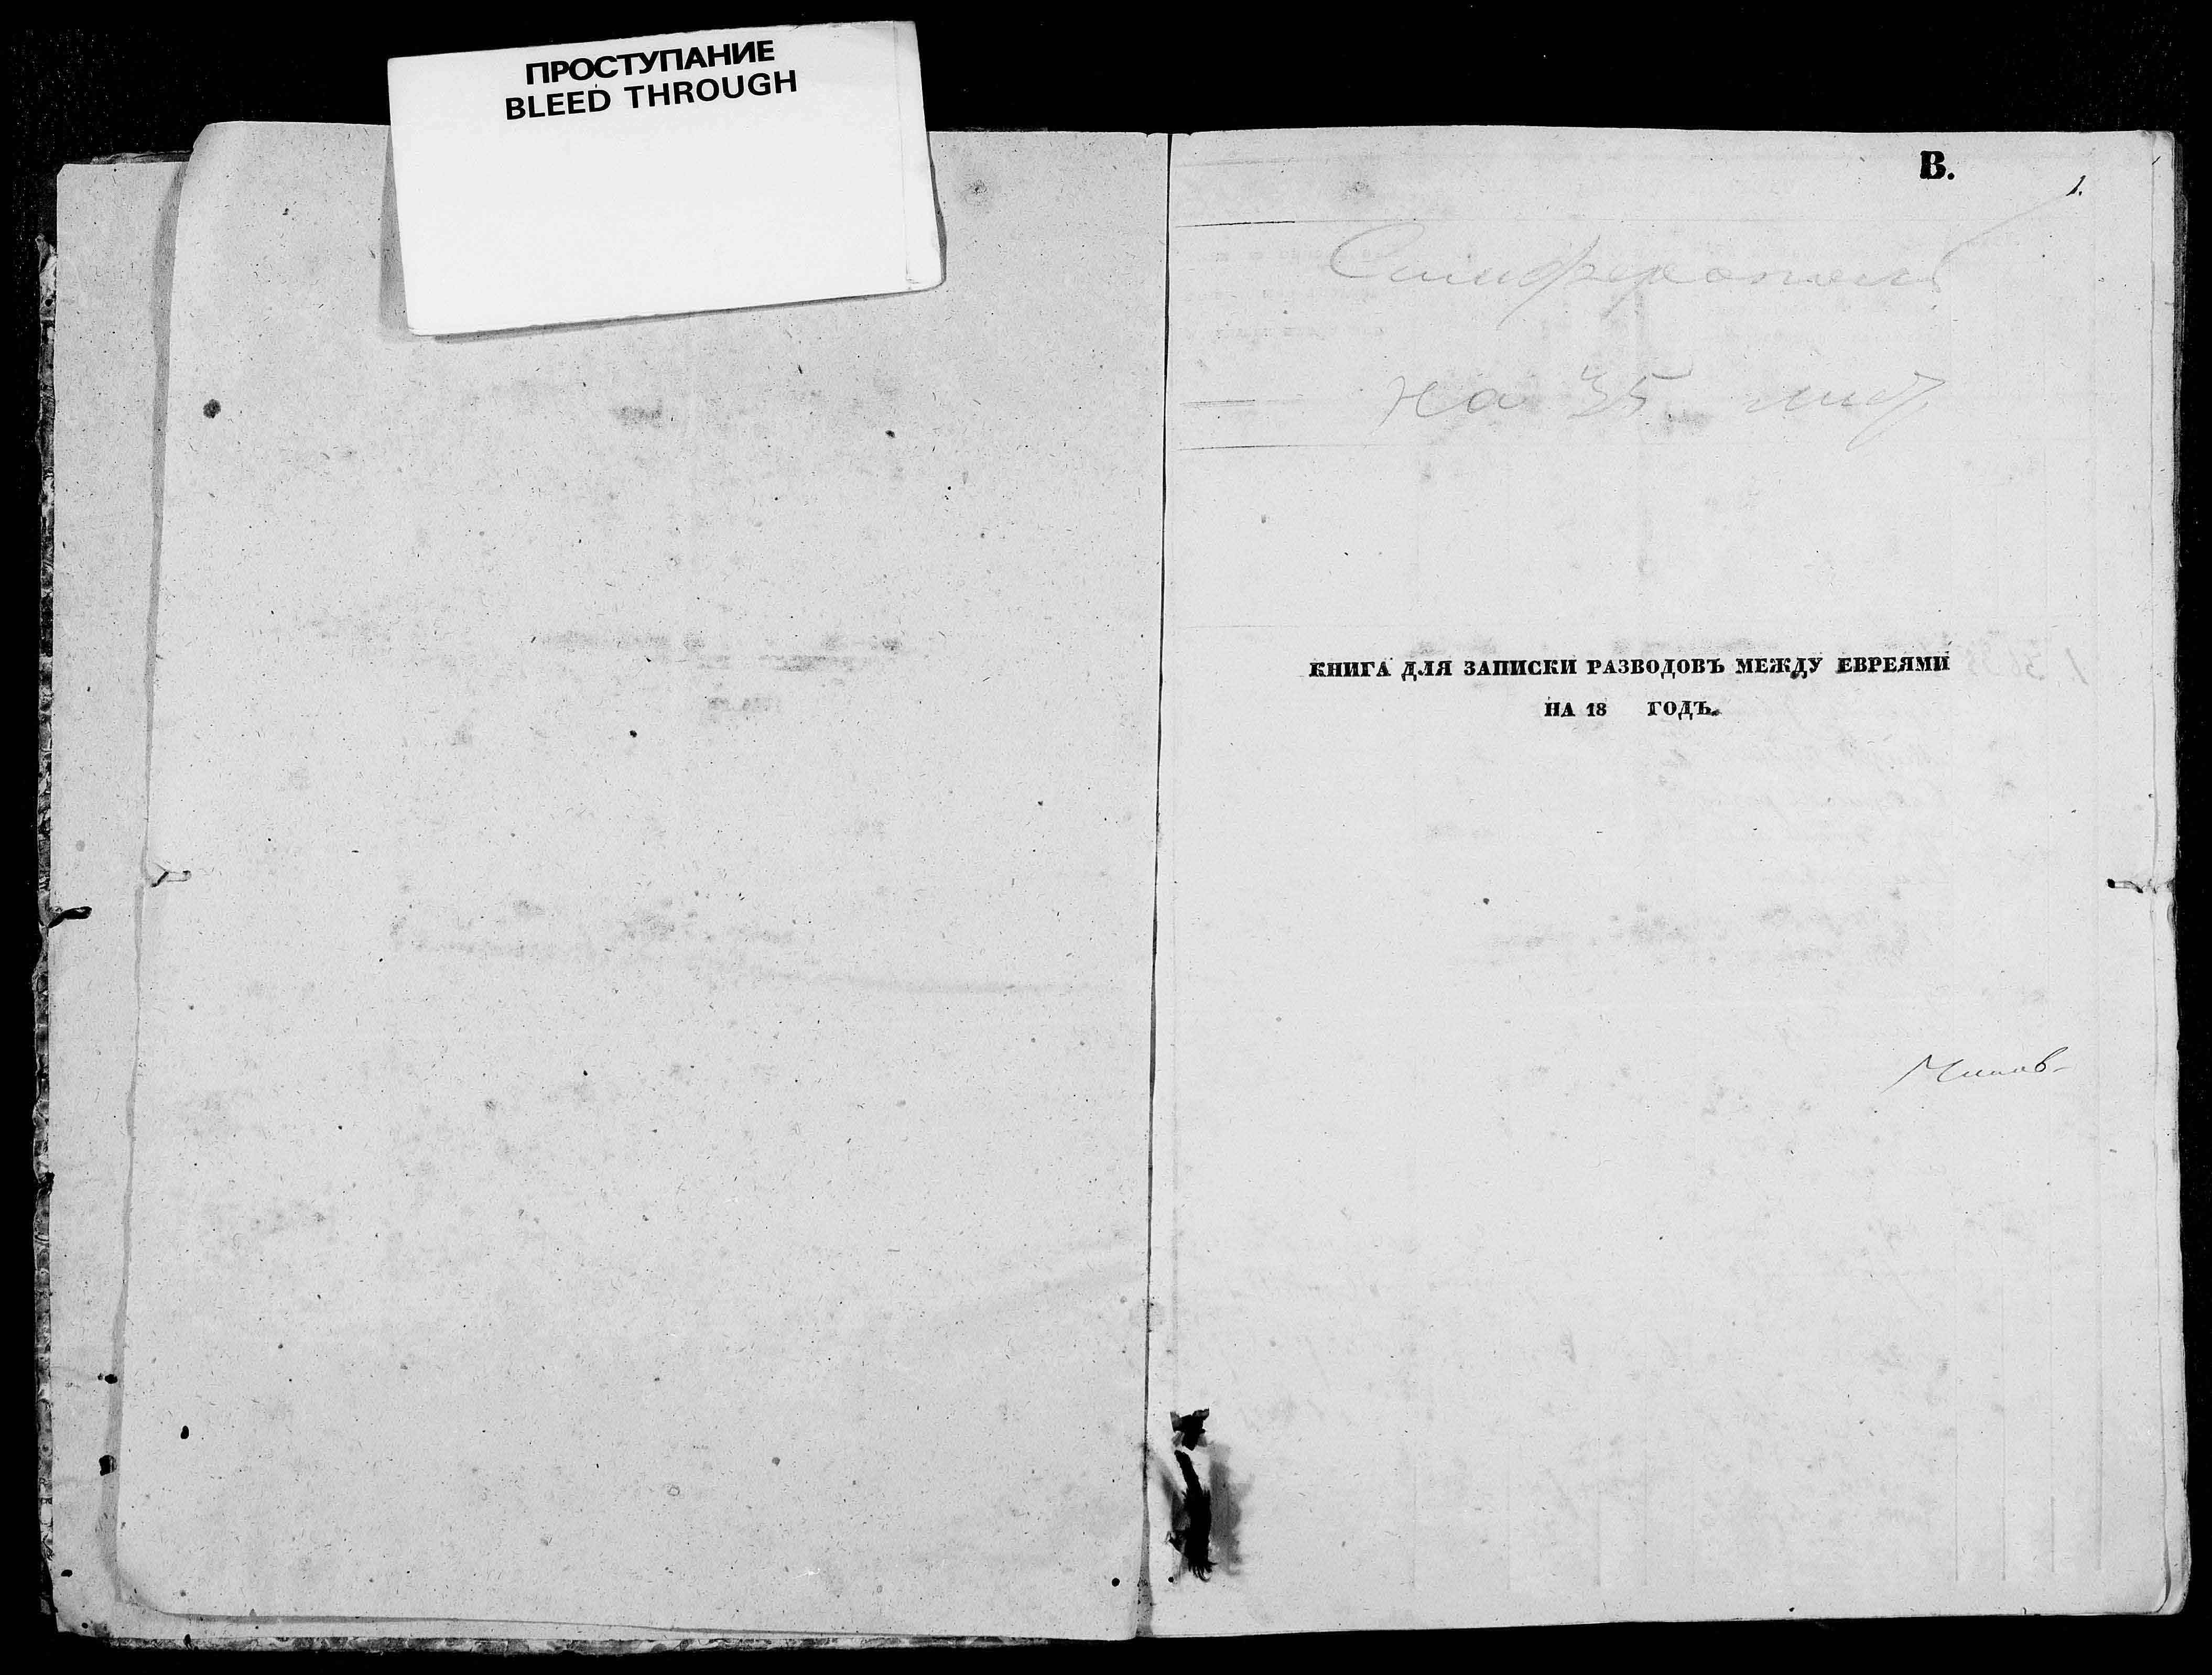 ПРОСТУПАНИЕ
BLEED THROUGH
В.
1.
Симферополь
на 35 лист
КНИГА ДЛЯ ЗАПИСКИ РАЗВОДОВЪ МЕЖДУ ЕВРЕЯМИ
НА 18 ГОДЪ.